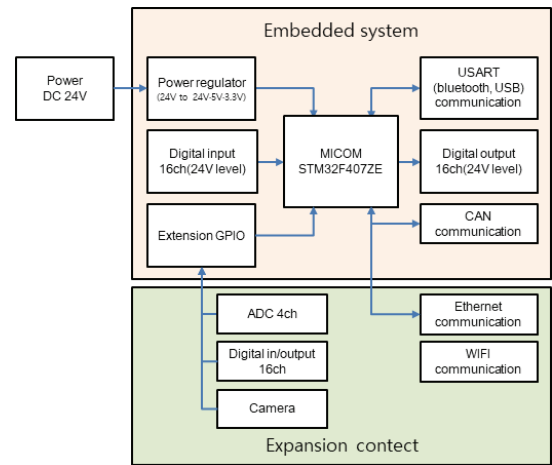 Embedded system
Power
DC 24V
Power regulator
(24V to 24V-5V-3.3V)
USART
(bluetooth, USB)
communication
Digital input
16ch(24V level)
MICOM
STM32F407ZE
Digital output
16ch(24V level)
Extension GPIO
CAN
communication
ADC 4ch
Ethernet
communication
Digital in/output
16ch
WIFI
communication
Camera
Expansion contect